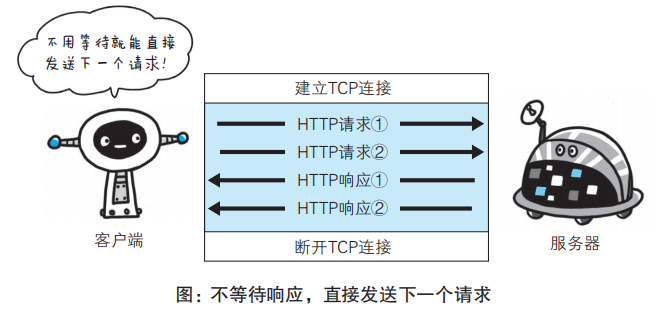 不用等待就能直接
发送下一个请求！
建立TCP连接
HTTP请求①
HTTP请求②
HTTP响应①
HTTP响应②
断开TCP连接
客户端
服务器
图：不等待响应，直接发送下一个请求